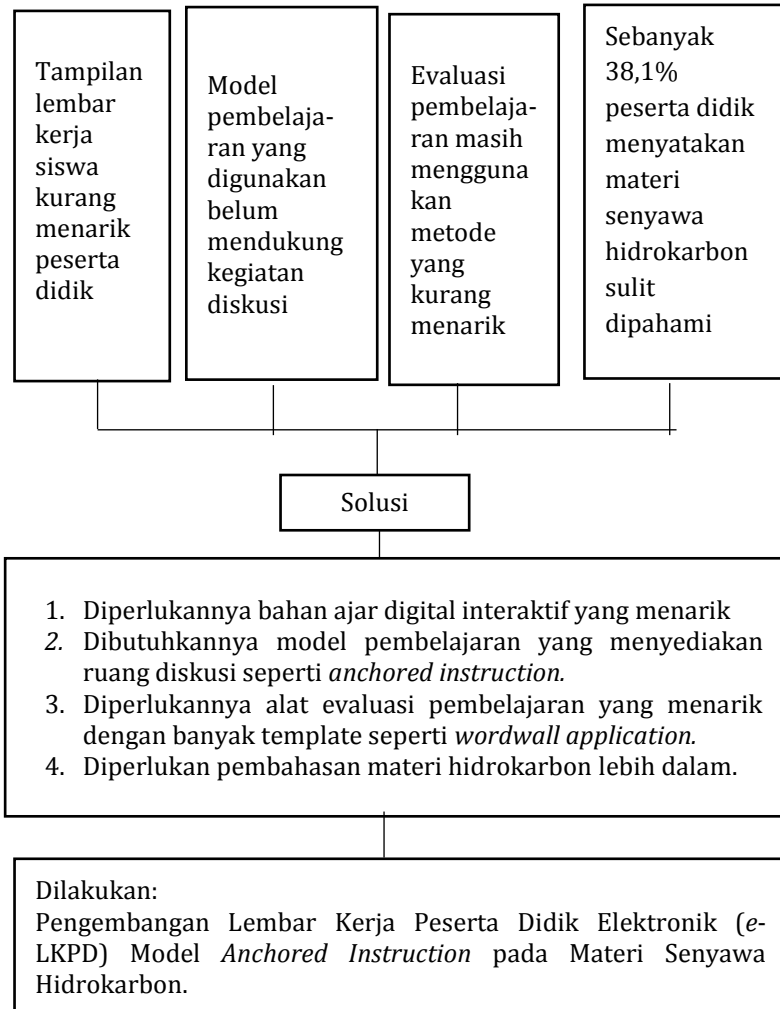 Tampilan
lembar
kerja
siswa
kurang
menarik
peserta
didik
Model
pembelaja-
ran yang
digunakan
belum
mendukung
kegiatan
diskusi
Evaluasi
pembelaja-
ran masih
mengguna
kan
metode
yang
kurang
menarik
Sebanyak
38,1%
peserta didik
menyatakan
materi
senyawa
hidrokarbon
sulit
dipahami
Solusi
1. Diperlukannya bahan ajar digital interaktif yang menarik
2. Dibutuhkannya model pembelajaran yang menyediakan
ruang diskusi seperti anchored instruction.
3. Diperlukannya alat evaluasi pembelajaran yang menarik
dengan banyak template seperti wordwall application.
4. Diperlukan pembahasan materi hidrokarbon lebih dalam.
Dilakukan:
Pengembangan Lembar Kerja Peserta Didik Elektronik (e-
LKPD) Model Anchored Instruction pada Materi Senyawa
Hidrokarbon.